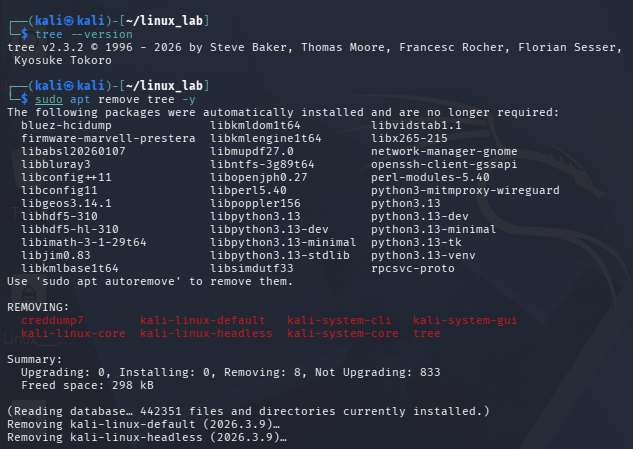 ┌──(kali㉿kali)-[~/linux_lab]
└─$ tree --version
tree v2.3.2 © 1996 - 2026 by Steve Baker, Thomas Moore, Francesc Rocher, Florian Sesser,
 Kyosuke Tokoro
┌──(kali㉿kali)-[~/linux_lab]
└─$ sudo apt remove tree -y
The following packages were automatically installed and are no longer required:
  bluez-hcidump              libkmldom1t64         libvidstab1.1
  firmware-marvell-prestera  libkmlengine1t64      libx265-215
  libabsl20260107            libmupdf27.0          network-manager-gnome
  libbluray3                 libntfs-3g89t64       openssh-client-gssapi
  libconfig++11              libopenjph0.27        perl-modules-5.40
  libconfig11                libperl5.40           python3-mitmproxy-wireguard
  libgeos3.14.1              libpoppler156         python3.13
  libhdf5-310                libpython3.13         python3.13-dev
  libhdf5-hl-310             libpython3.13-dev     python3.13-minimal
  libimath-3-1-29t64         libpython3.13-minimal python3.13-tk
  libjim0.83                 libpython3.13-stdlib  python3.13-venv
  libkmlbase1t64             libsimdutf33          rpcsvc-proto
Use 'sudo apt autoremove' to remove them.
REMOVING:
  creddump7        kali-linux-default   kali-system-cli   kali-system-gui
  kali-linux-core  kali-linux-headless  kali-system-core  tree
Summary:
  Upgrading: 0, Installing: 0, Removing: 8, Not Upgrading: 833
  Freed space: 298 kB
(Reading database… 442351 files and directories currently installed.)
Removing kali-linux-default (2026.3.9)…
Removing kali-linux-headless (2026.3.9)…